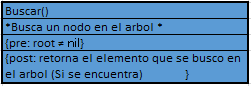 Buscar()
*Busca un nodo en el arbol *
{pre: root ≠ nil}
{post: retorna el elemento que se busco en
el arbol (Si se encuentra) }